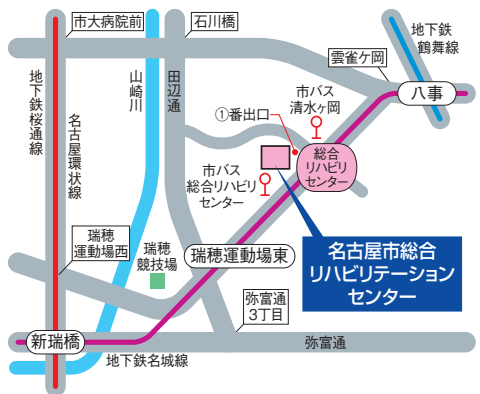 市大病院前
石川橋
地下鉄
鶴舞線
雲雀ケ岡
八事
地下鉄桜通線
名古屋環状線
山崎川
田辺通
市バス
清水ヶ岡
①番出口
総合
リハビリ
センター
市バス
総合リハビリ
センター
瑞穂
運動場西
瑞穂
競技場
瑞穂運動場東
名古屋市総合
リハビリテーション
センター
弥富通
3丁目
新瑞橋
弥富通
地下鉄名城線